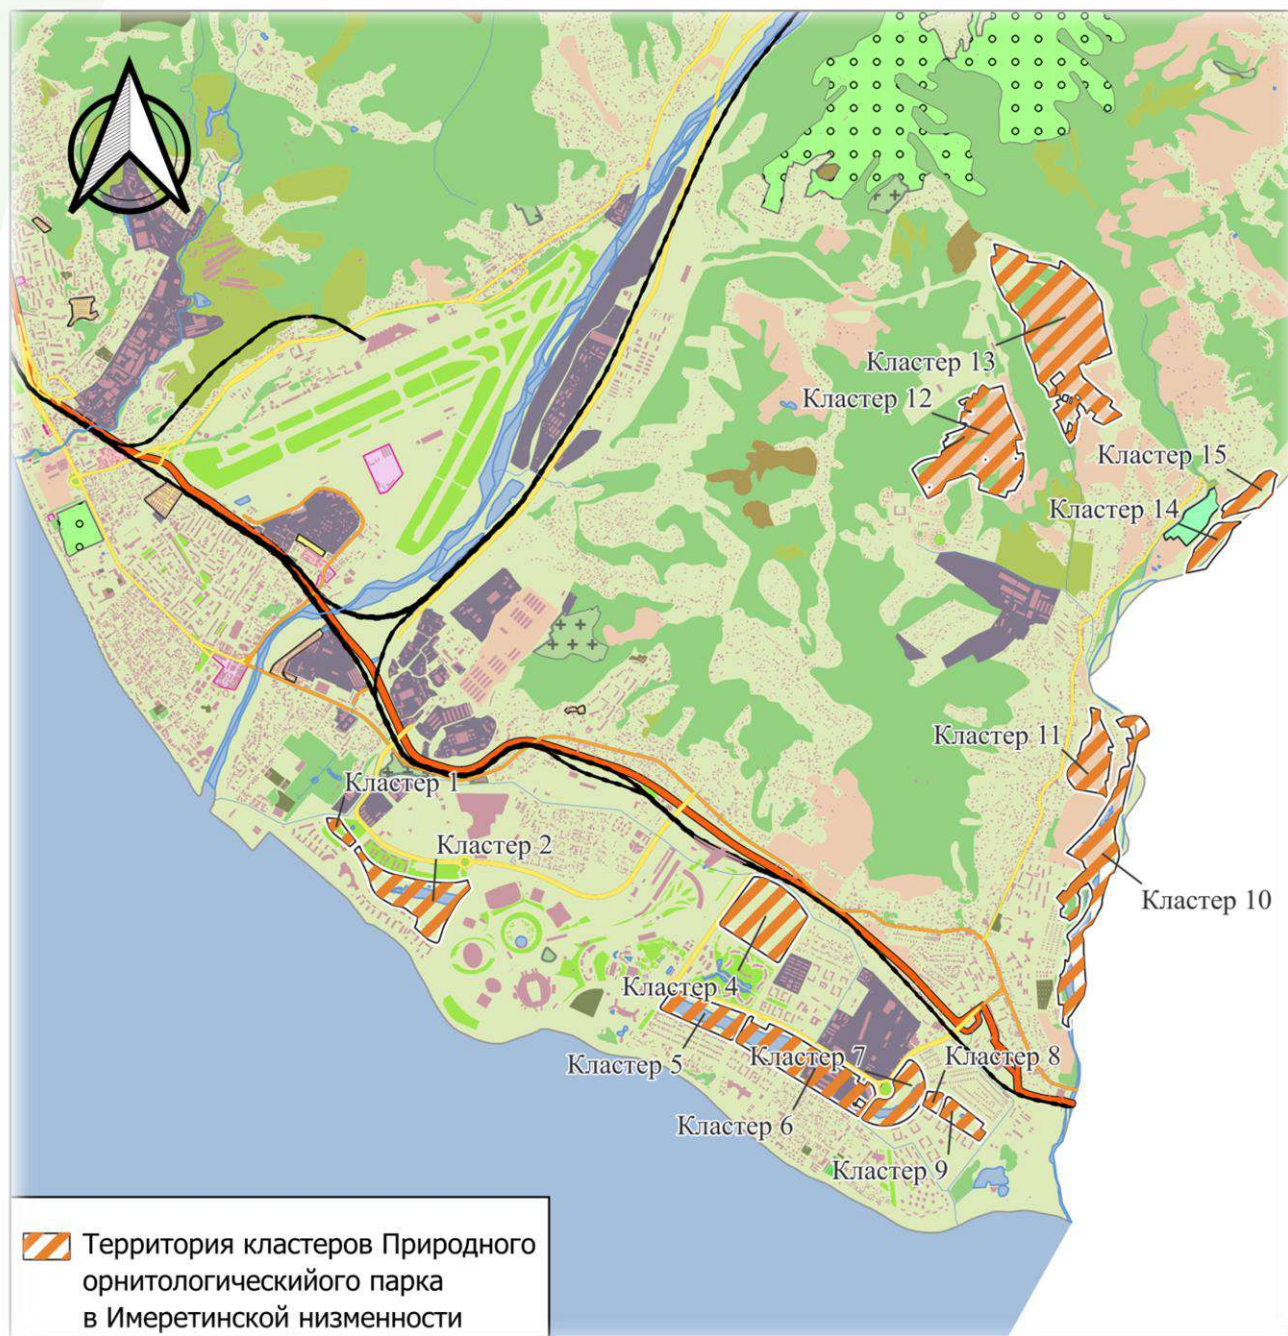 Кластер 13
Кластер 12
Кластер 15
Кластер 14
Кластер 11
Кластер 1
Кластер 2
Кластер 10
Кластер 4
Кластер 5
Кластер 7
Кластер 8
Кластер 6
Кластер 9
Территория кластеров Природного
орнитологическийого парка
в Имеретинской низменности